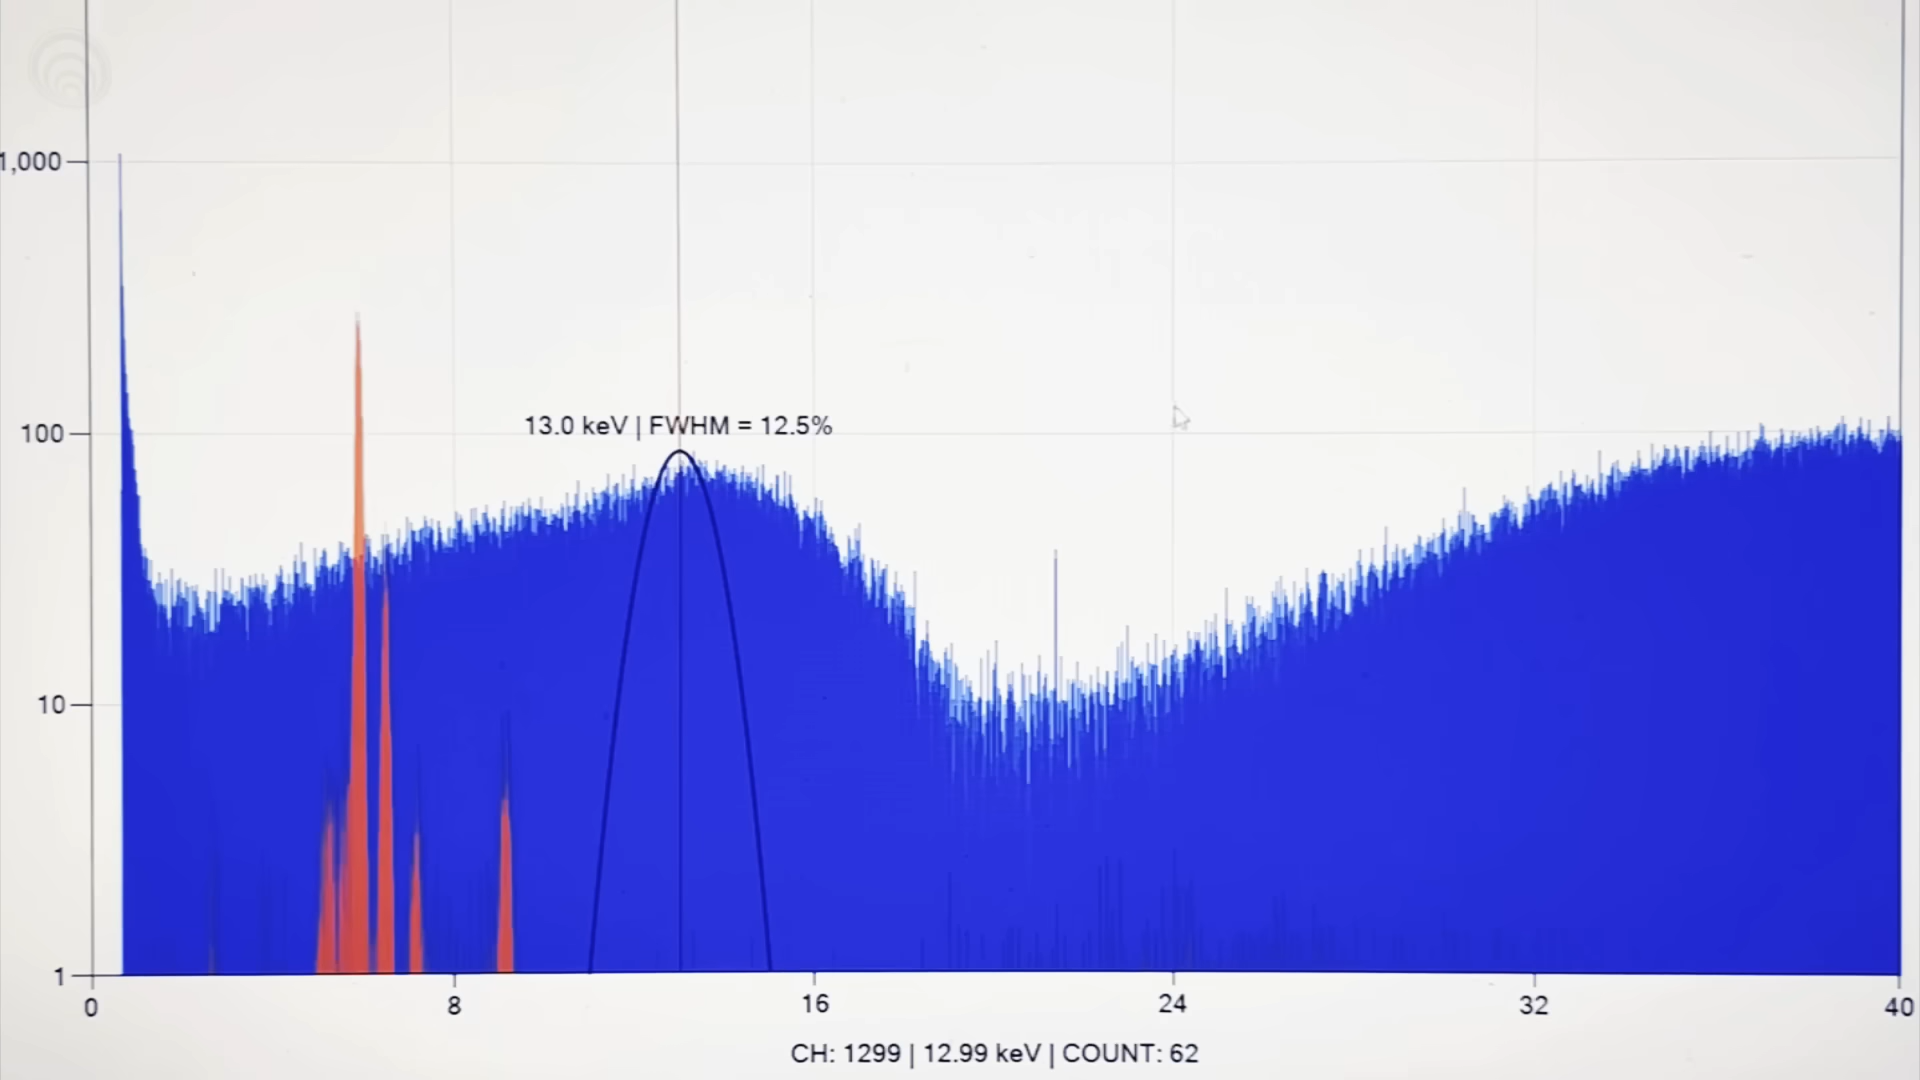 1,000
100
10
1
13.0 keV | FWHM = 12.5%
0 8 16 24 32 40
CH: 1299 | 12.99 keV | COUNT: 62